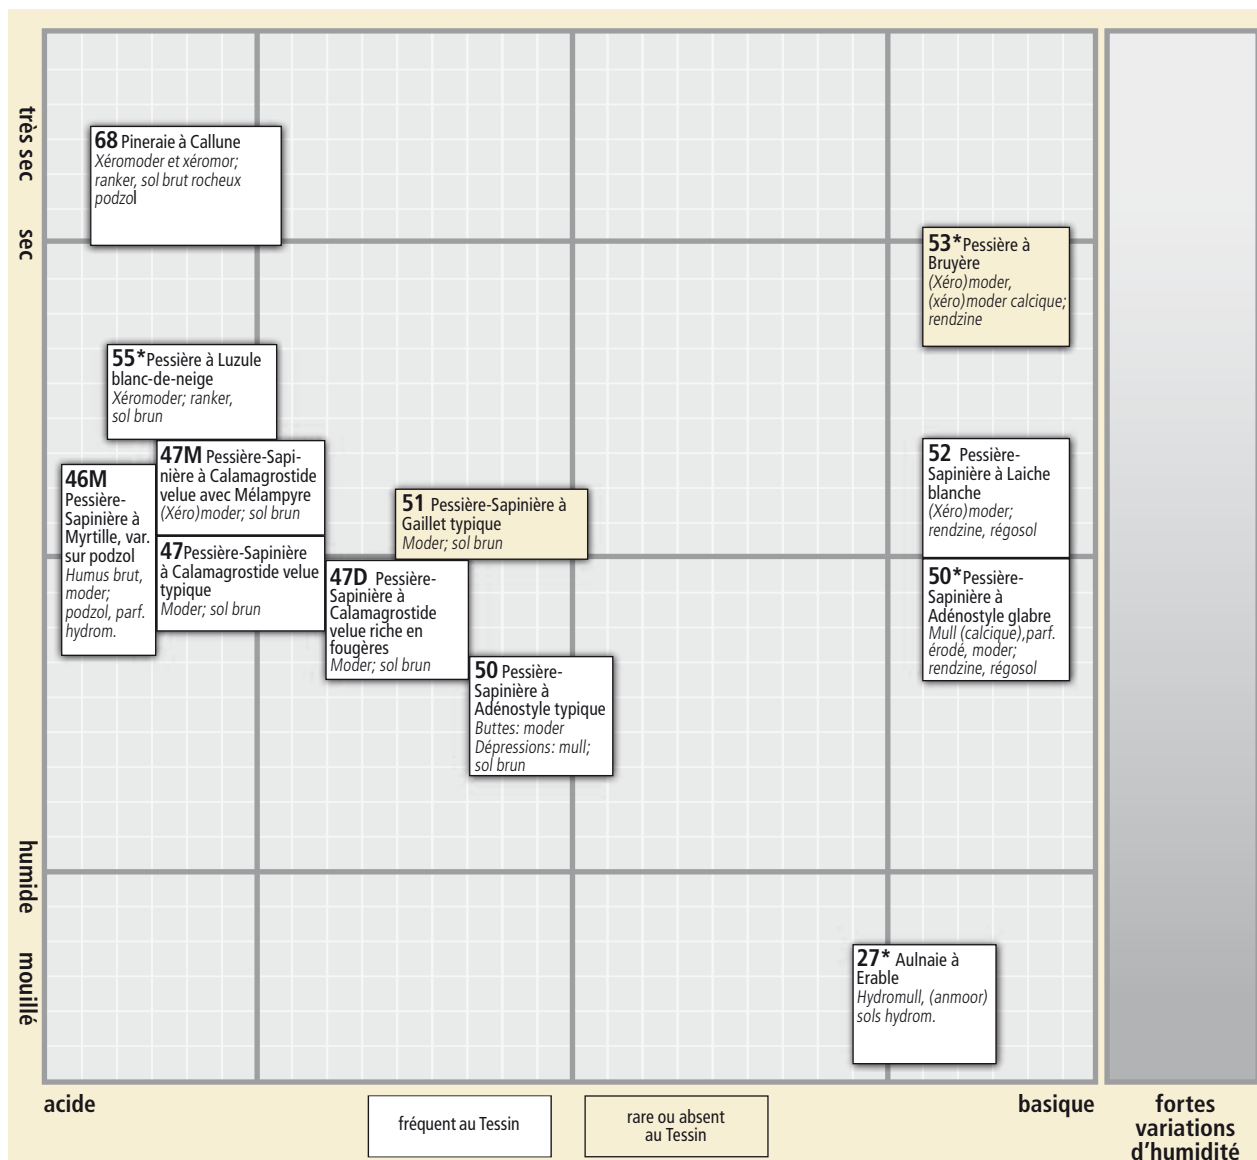 très sec
sec
humide
mouillé
68 Pineraie à Callune
Xéromoder et xéromor;
ranker, sol brut rocheux
podzol
53* Pessière à
Bruyère
(Xéro)moder,
(xéro)moder calcique;
rendzine
55* Pessière à Luzule
blanc-de-neige
Xéromoder; ranker,
sol brun
46M
Pessière-
Sapinière à
Myrtille, var.
sur podzol
Humus brut,
moder;
podzol, parf.
hydrom.
47M Pessière-Sapi-
nière à Calamagrostide
velue avec Mélampyre
(Xéro)moder; sol brun
47 Pessière-Sapinière
à Calamagrostide velue
typique
Moder; sol brun
51 Pessière-Sapinière à
Gaillet typique
Moder; sol brun
47D Pessière-
Sapinière à
Calamagrostide
velue riche en
fougères
Moder; sol brun
50 Pessière-
Sapinière à
Adénostyle typique
Buttes: moder
Dépressions: mull;
sol brun
52 Pessière-
Sapinière à Laiche
blanche
(Xéro)moder;
rendzine, régosol
50* Pessière-
Sapinière à
Adénostyle glabre
Mull (calcique),parf.
érodé, moder;
rendzine, régosol
27* Aulnaie à
Erable
Hydromull, (anmoor)
sols hydrom.
acide
basique
fortes
variations
d'humidité
fréquent au Tessin
rare ou absent
au Tessin